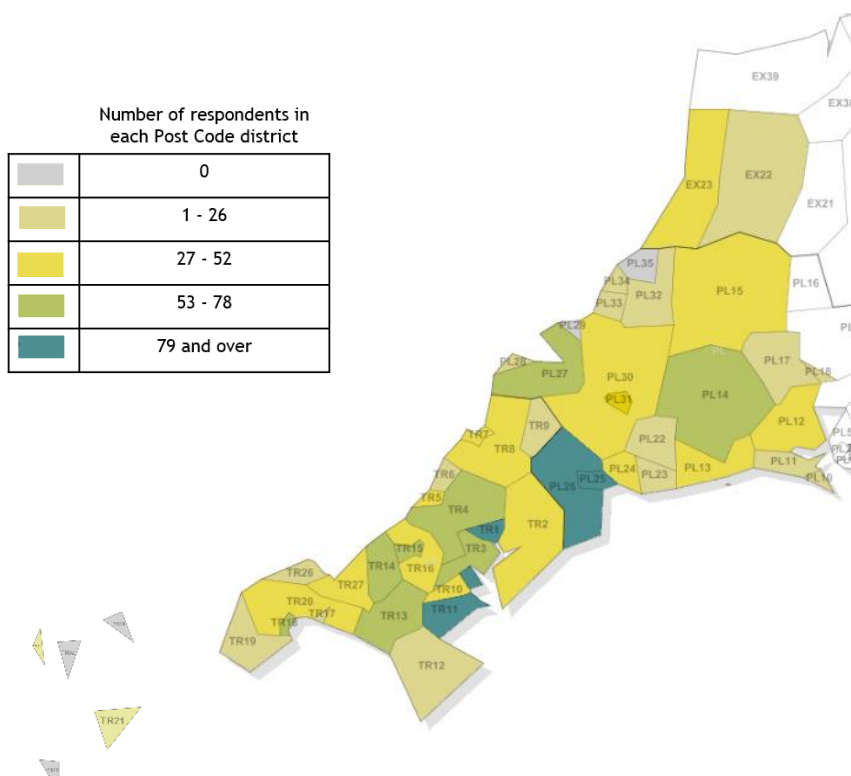 Number of respondents in
each Post Code district
0
1 - 26
27 - 52
53 - 78
79 and over
EX39
EX23
EX22
EX21
PL35
PL34
PL33
PL32
PL15
PL16
PL29
PL28
PL27
PL30
PL31
PL
PL14
PL17
PL18
PL12
PL22
PL11
PL10
PL24
PL23
PL13
TR9
TR7
TR8
TR6
TR5
TR4
PL26
PL25
TR2
TR1
TR3
TR15
TR14
TR16
TR10
TR11
TR26
TR27
TR20
TR17
TR18
TR13
TR19
TR12
TR21